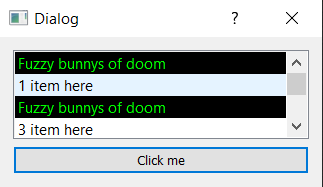 Dialog
?
Fuzzy bunnys of doom
1 item here
Fuzzy bunnys of doom
3 item here
Click me